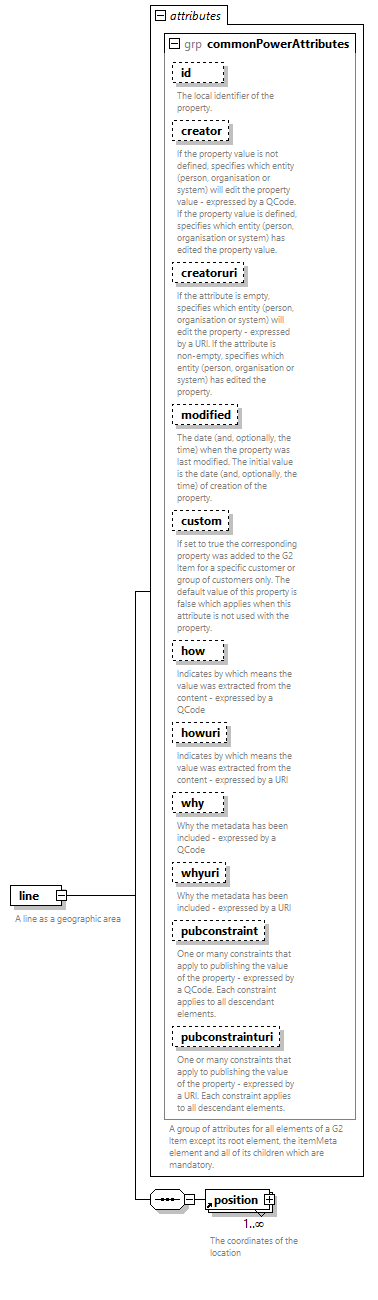 attributes
grp commonPowerAttributes
id
The local identifier of the
property.
creator
If the property value is not
defined, specifies which entity
(person, organisation or
system) will edit the property
value - expressed by a QCode.
If the property value is defined,
specifies which entity (person,
organisation or system) has
edited the property value.
creatoruri
If the attribute is empty,
specifies which entity (person,
organisation or system) will
edit the property - expressed
by a URI. If the attribute is
non-empty, specifies which
entity (person, organisation or
system) has edited the
property.
modified
The date (and, optionally, the
time) when the property was
last modified. The initial value
is the date (and, optionally, the
time) of creation of the
property.
custom
If set to true the corresponding
property was added to the G2
Item for a specific customer or
group of customers only. The
default value of this property is
false which applies when this
attribute is not used with the
property.
how
Indicates by which means the
value was extracted from the
content - expressed by a
QCode
howuri
Indicates by which means the
value was extracted from the
content - expressed by a URI
why
Why the metadata has been
included - expressed by a
QCode
whyuri
Why the metadata has been
included - expressed by a URI
line
A line as a geographic area
pubconstraint
One or many constraints that
apply to publishing the value
of the property - expressed by
a QCode. Each constraint
applies to all descendant
elements.
pubconstrainturi
One or many constraints that
apply to publishing the value
of the property - expressed by
a URI. Each constraint applies
to all descendant elements.
A group of attributes for all elements of a G2
Item except its root element, the itemMeta
element and all of its children which are
mandatory.
position
1..∞
The coordinates of the
location